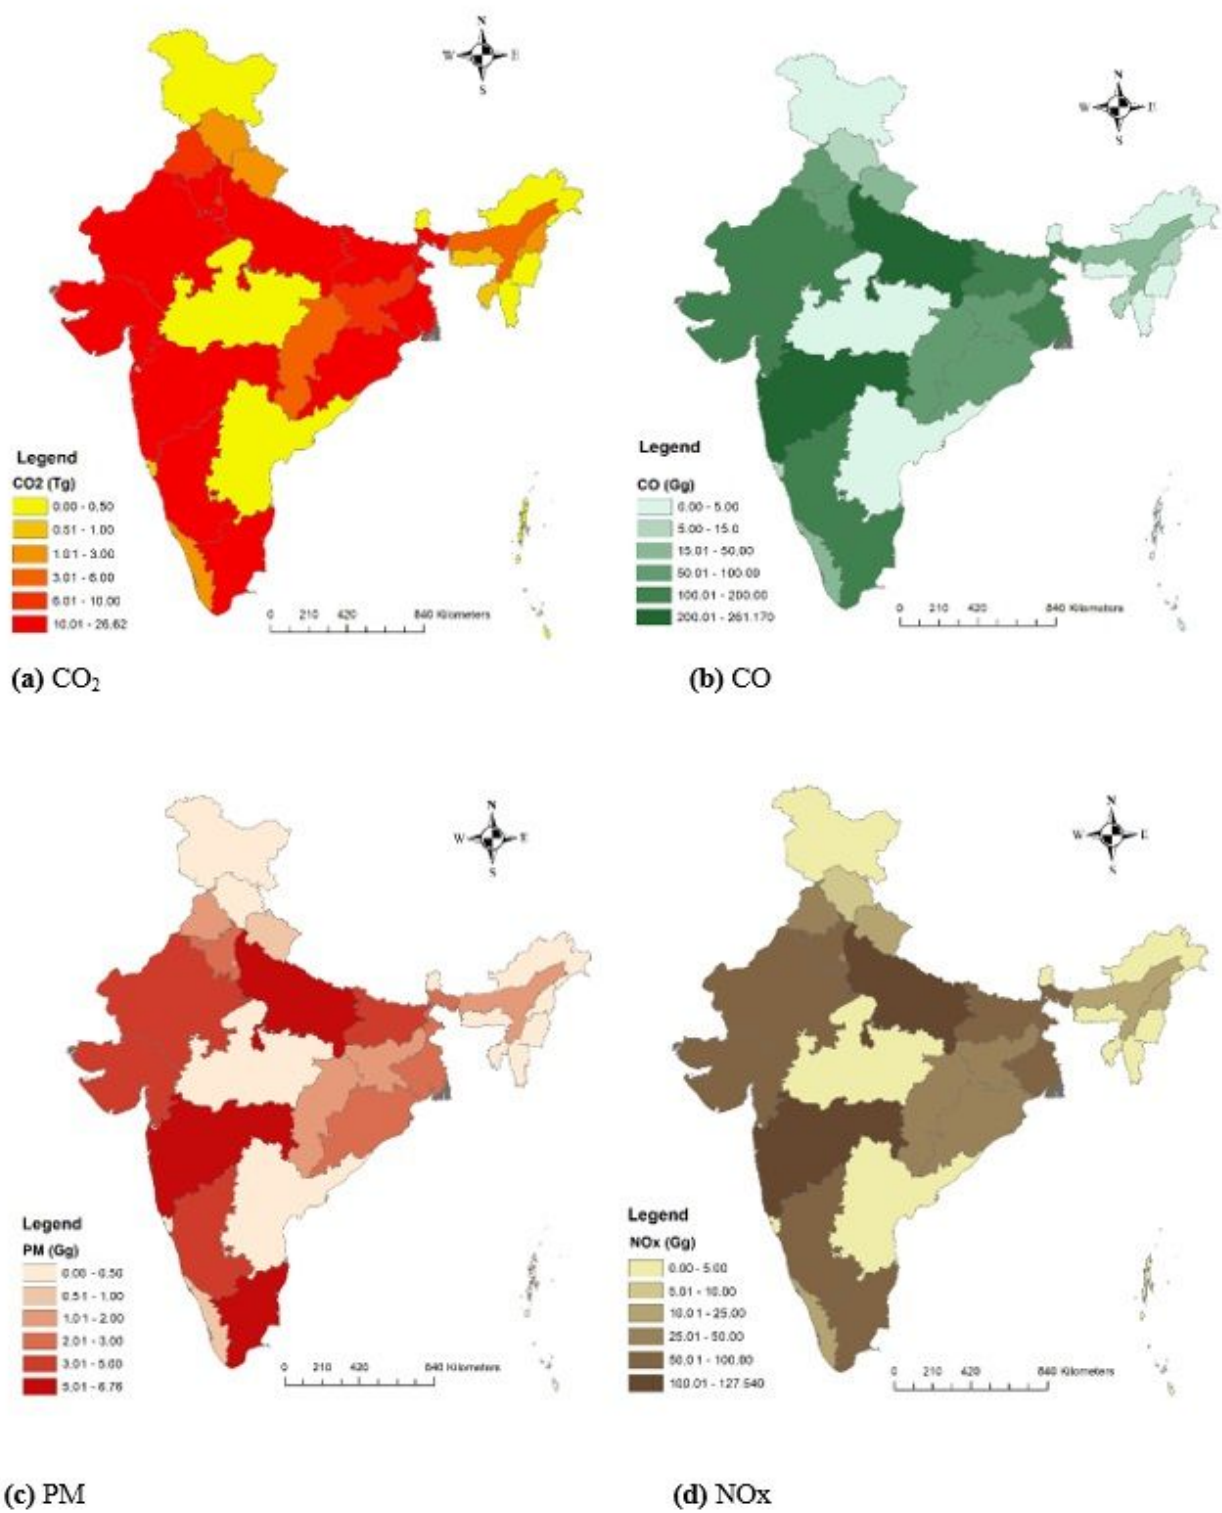 N
W E
S
Legend
CO2 (Tg)
0.00 - 0.50
0.51 - 1.00
1.01 - 3.00
3.01 - 6.00
6.01 - 10.00
10.01 - 26.62
0 210 420 840 Kilometers
(a) CO₂
N
W E
S
Legend
CO (Gg)
0.00 - 5.00
5.00 - 15.0
15.01 - 50.00
50.01 - 100.00
100.01 - 200.00
200.01 - 261.170
0 210 420 840 Kilometers
(b) CO
N
W E
S
Legend
PM (Gg)
0.00 - 0.50
0.51 - 1.00
1.01 - 2.00
2.01 - 3.00
3.01 - 5.00
5.01 - 6.76
0 210 420 840 Kilometers
(c) PM
N
W E
S
Legend
NOx (Gg)
0.00 - 5.00
5.01 - 10.00
10.01 - 25.00
25.01 - 50.00
50.01 - 100.00
100.01 - 127.540
0 210 420 840 Kilometers
(d) NOx